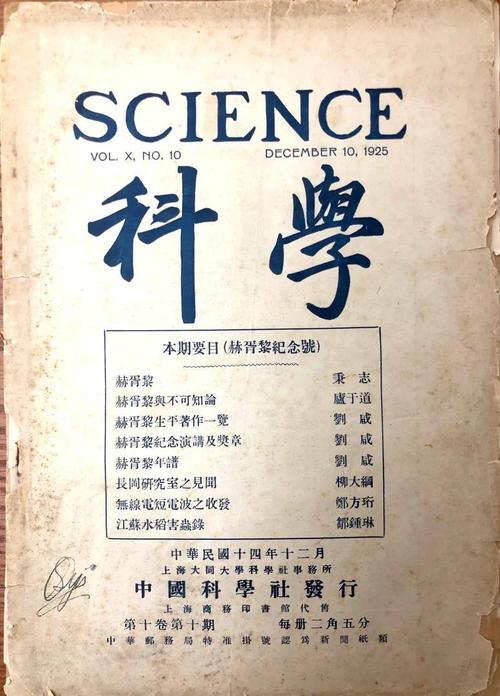 SCIENCE
VOL. X, NO. 10 DECEMBER 10, 1925
科學
本期要目(赫胥黎紀念號)
赫胥黎 秉志
赫胥黎與不可知論 盧于道
赫胥黎生平著作一覽 劉咸
赫胥黎紀念演講及獎章 劉咸
赫胥黎年譜 劉咸
長岡研究室之見聞 柳大綱
無線電短電波之收發 鄭方珩
江蘇水稻害蟲錄 鄒鍾琳
中華民國十四年十二月
上海大同大學科學社事務所
中國科學社發行
上海商務印書館代售
第十卷第十期 每冊二角五分
中華郵務局特准掛號認爲新聞紙類